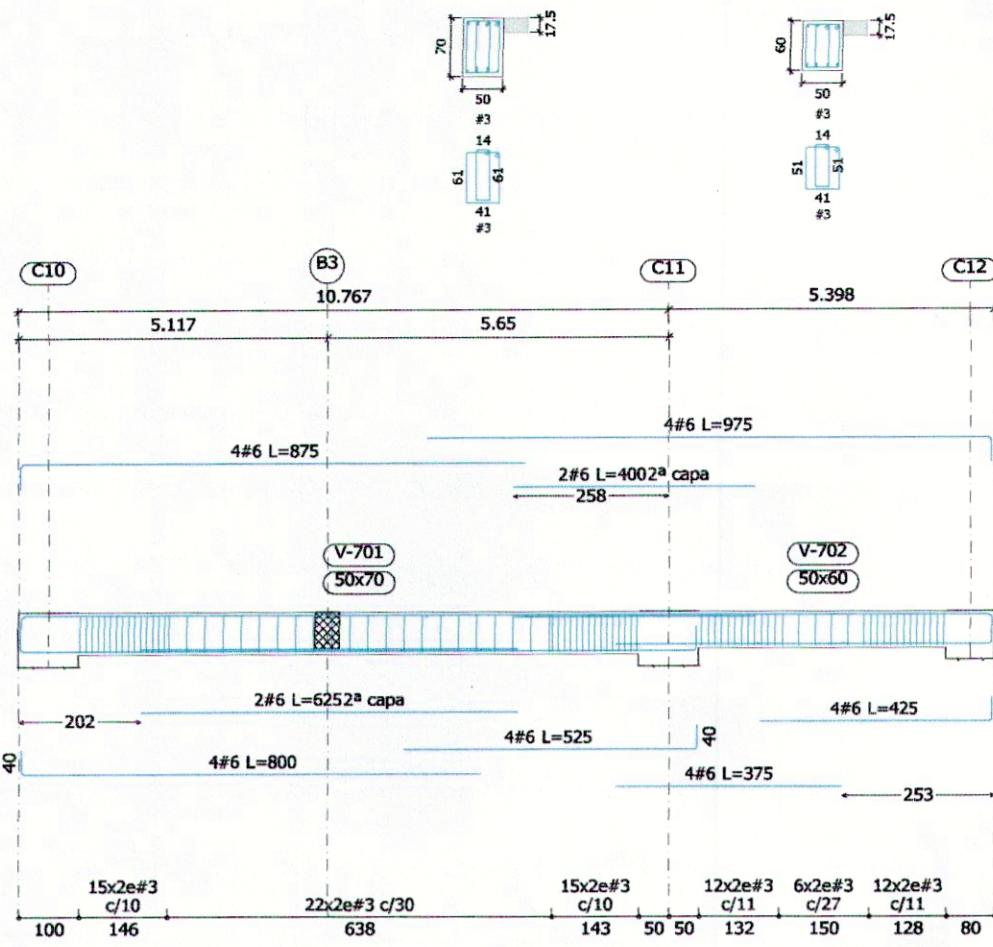 17.5
70
50
#3
14
61 61
41
#3
17.5
60
50
#3
14
51 51
41
#3
C10 B3 C11 C12
10.767 5.398
5.117 5.65
4#6 L=975
4#6 L=875
2#6 L=4002ª capa
258
V-701 V-702
50x70 50x60
2#6 L=6252ª capa
202
4#6 L=425
4#6 L=525
40
40
4#6 L=800
4#6 L=375
253
15x2e#3 15x2e#3 12x2e#3 6x2e#3 12x2e#3
c/10 22x2e#3 c/30 c/10 c/11 c/27 c/11
100 146 638 143 50 50 132 150 128 80